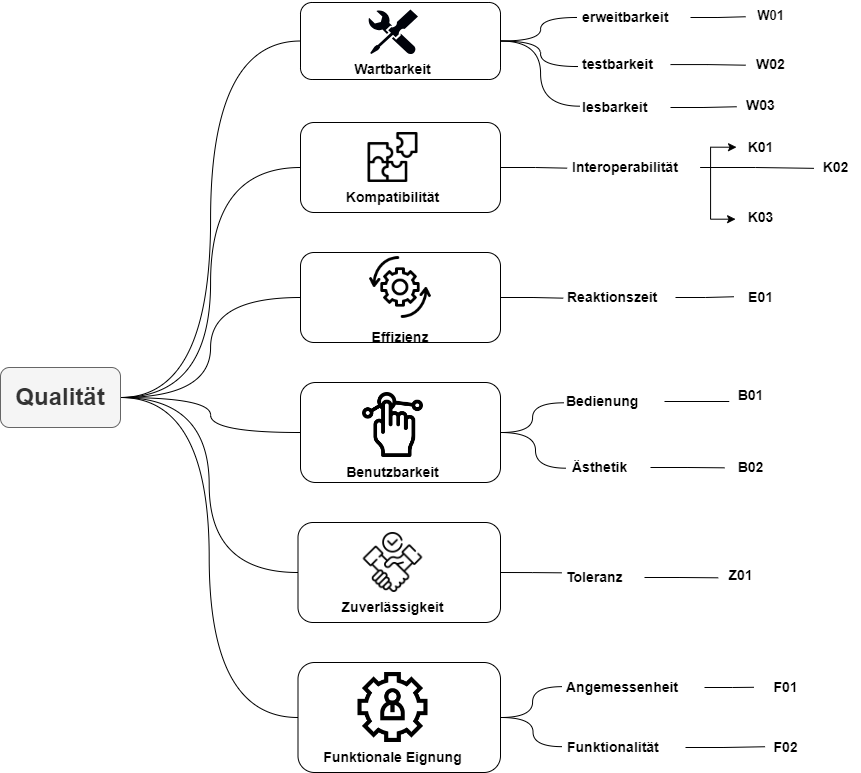 Wartbarkeit
erweitbarkeit W01
testbarkeit W02
lesbarkeit W03
Kompatibilität
Interoperabilität
K01
K02
K03
Effizienz
Reaktionszeit E01
Qualität
Benutzbarkeit
Bedienung B01
Ästhetik B02
Zuverlässigkeit
Toleranz Z01
Funktionale Eignung
Angemessenheit F01
Funktionalität F02